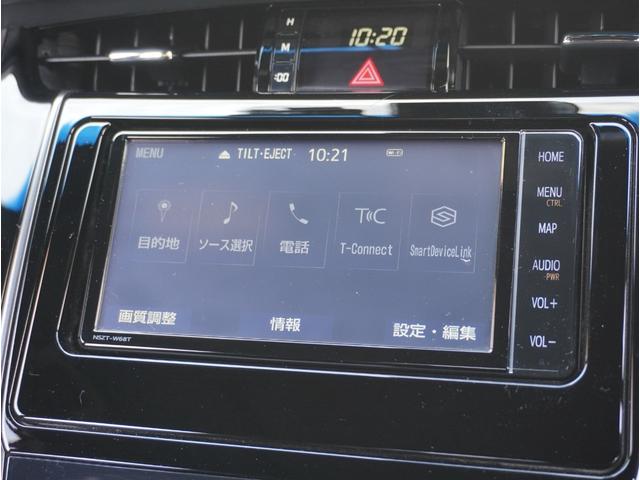 H
M
:00
10:20
MENU TILT・EJECT 10:21 Wi-Fi
目的地 ソース選択 電話 T-Connect SmartDeviceLink
画質調整 情報 設定・編集
NSZT-W68T
HOME
MENU
CTRL
MAP
AUDIO
PWR
VOL+
VOL-